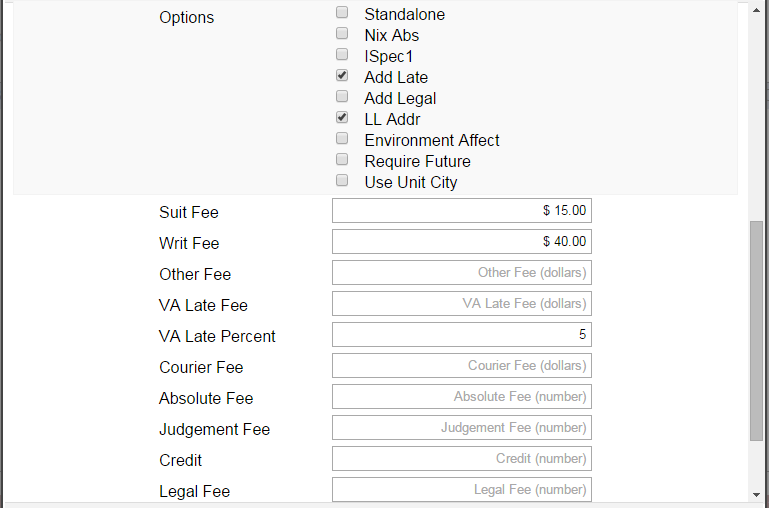 Options
Standalone
Nix Abs
ISpec1
Add Late
Add Legal
LL Addr
Environment Affect
Require Future
Use Unit City
Suit Fee $ 15.00
Writ Fee $ 40.00
Other Fee Other Fee (dollars)
VA Late Fee VA Late Fee (dollars)
VA Late Percent 5
Courier Fee Courier Fee (dollars)
Absolute Fee Absolute Fee (number)
Judgement Fee Judgement Fee (number)
Credit Credit (number)
Legal Fee Legal Fee (number)